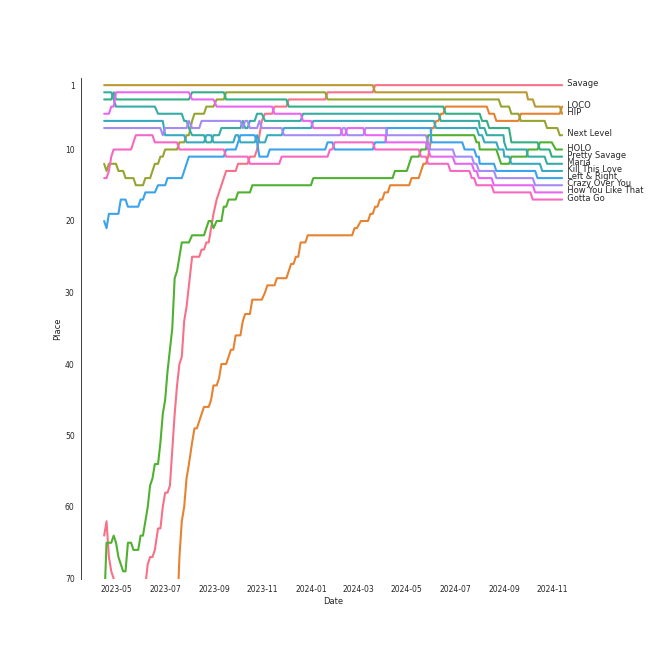 1
10
20
30
40
50
60
70
Place
2023-05
2023-07
2023-09
2023-11
2024-01
2024-03
2024-05
2024-07
2024-09
2024-11
Date
Savage
LOCO
HIP
Next Level
HOLO
Pretty Savage
Maria
Kill This Love
Left & Right
Crazy Over You
How You Like That
Gotta Go